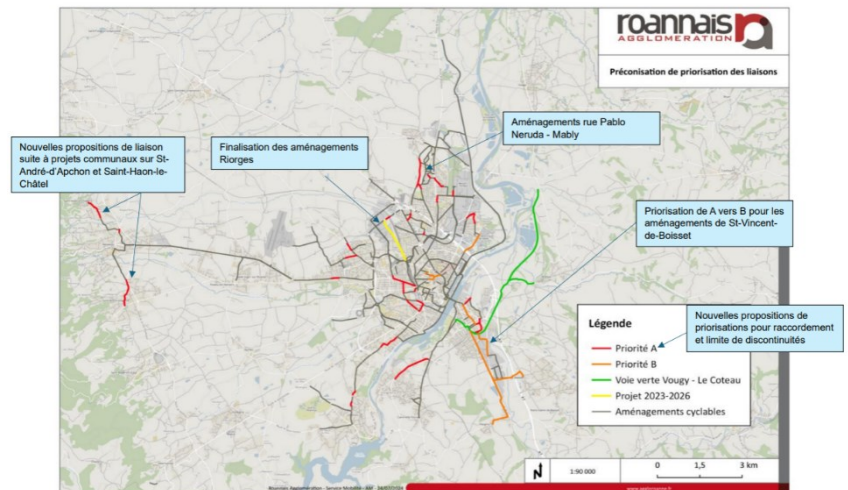 roannais
AGGLOMERATION
Préconisation de priorisation des liaisons
Aménagements rue Pablo
Neruda - Mably
Nouvelles propositions de liaison
suite à projets communaux sur St-
André-d'Apchon et Saint-Haon-le-
Châtel
Finalisation des aménagements
Riorges
Priorisation de A vers B pour les
aménagements de St-Vincent-
de-Boisset
Nouvelles propositions de
priorisations pour raccordement
et limite de discontinuités
Légende
Priorité A
Priorité B
Voie verte Vougy - Le Coteau
Projet 2023-2026
Aménagements cyclables
N
1:90 000
0 1,5 3 km